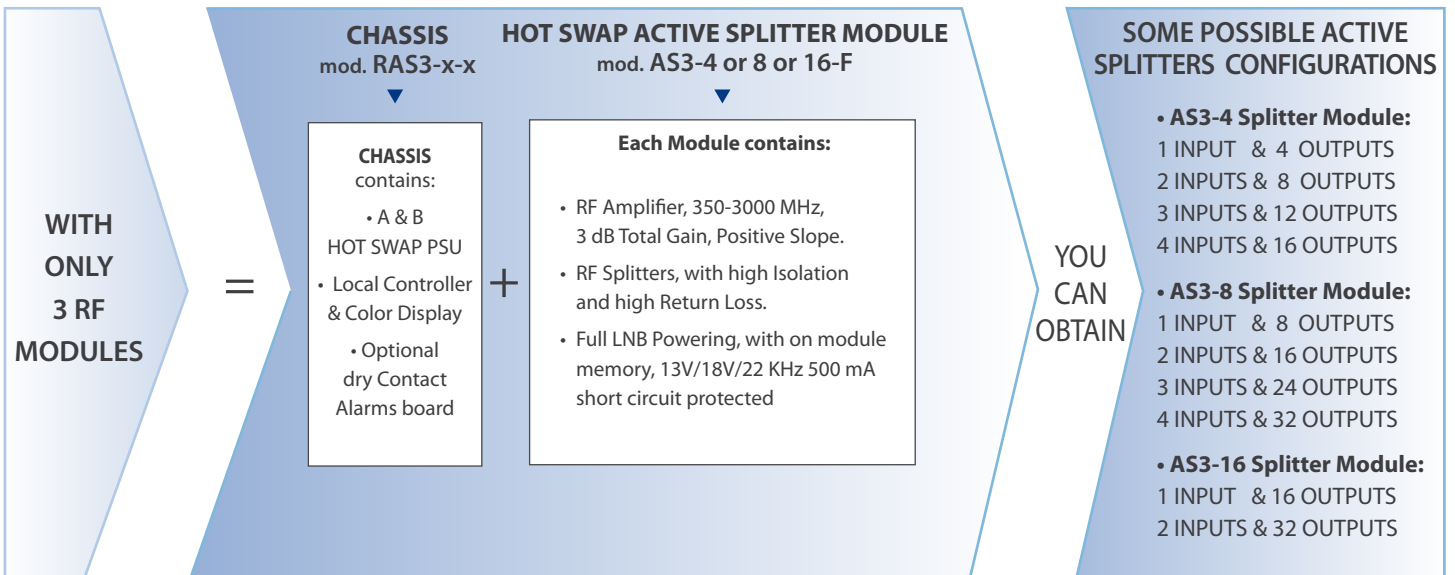 WITH
ONLY
3 RF
MODULES
=
CHASSIS
mod. RAS3-x-x
CHASSIS
contains:
• A & B
HOT SWAP PSU
• Local Controller
& Color Display
• Optional
dry Contact
Alarms board
+
HOT SWAP ACTIVE SPLITTER MODULE
mod. AS3-4 or 8 or 16-F
Each Module contains:
• RF Amplifier, 350-3000 MHz,
3 dB Total Gain, Positive Slope.
• RF Splitters, with high Isolation
and high Return Loss.
• Full LNB Powering, with on module
memory, 13V/18V/22 KHz 500 mA
short circuit protected
YOU
CAN
OBTAIN
SOME POSSIBLE ACTIVE
SPLITTERS CONFIGURATIONS
• AS3-4 Splitter Module:
1 INPUT & 4 OUTPUTS
2 INPUTS & 8 OUTPUTS
3 INPUTS & 12 OUTPUTS
4 INPUTS & 16 OUTPUTS
• AS3-8 Splitter Module:
1 INPUT & 8 OUTPUTS
2 INPUTS & 16 OUTPUTS
3 INPUTS & 24 OUTPUTS
4 INPUTS & 32 OUTPUTS
• AS3-16 Splitter Module:
1 INPUT & 16 OUTPUTS
2 INPUTS & 32 OUTPUTS